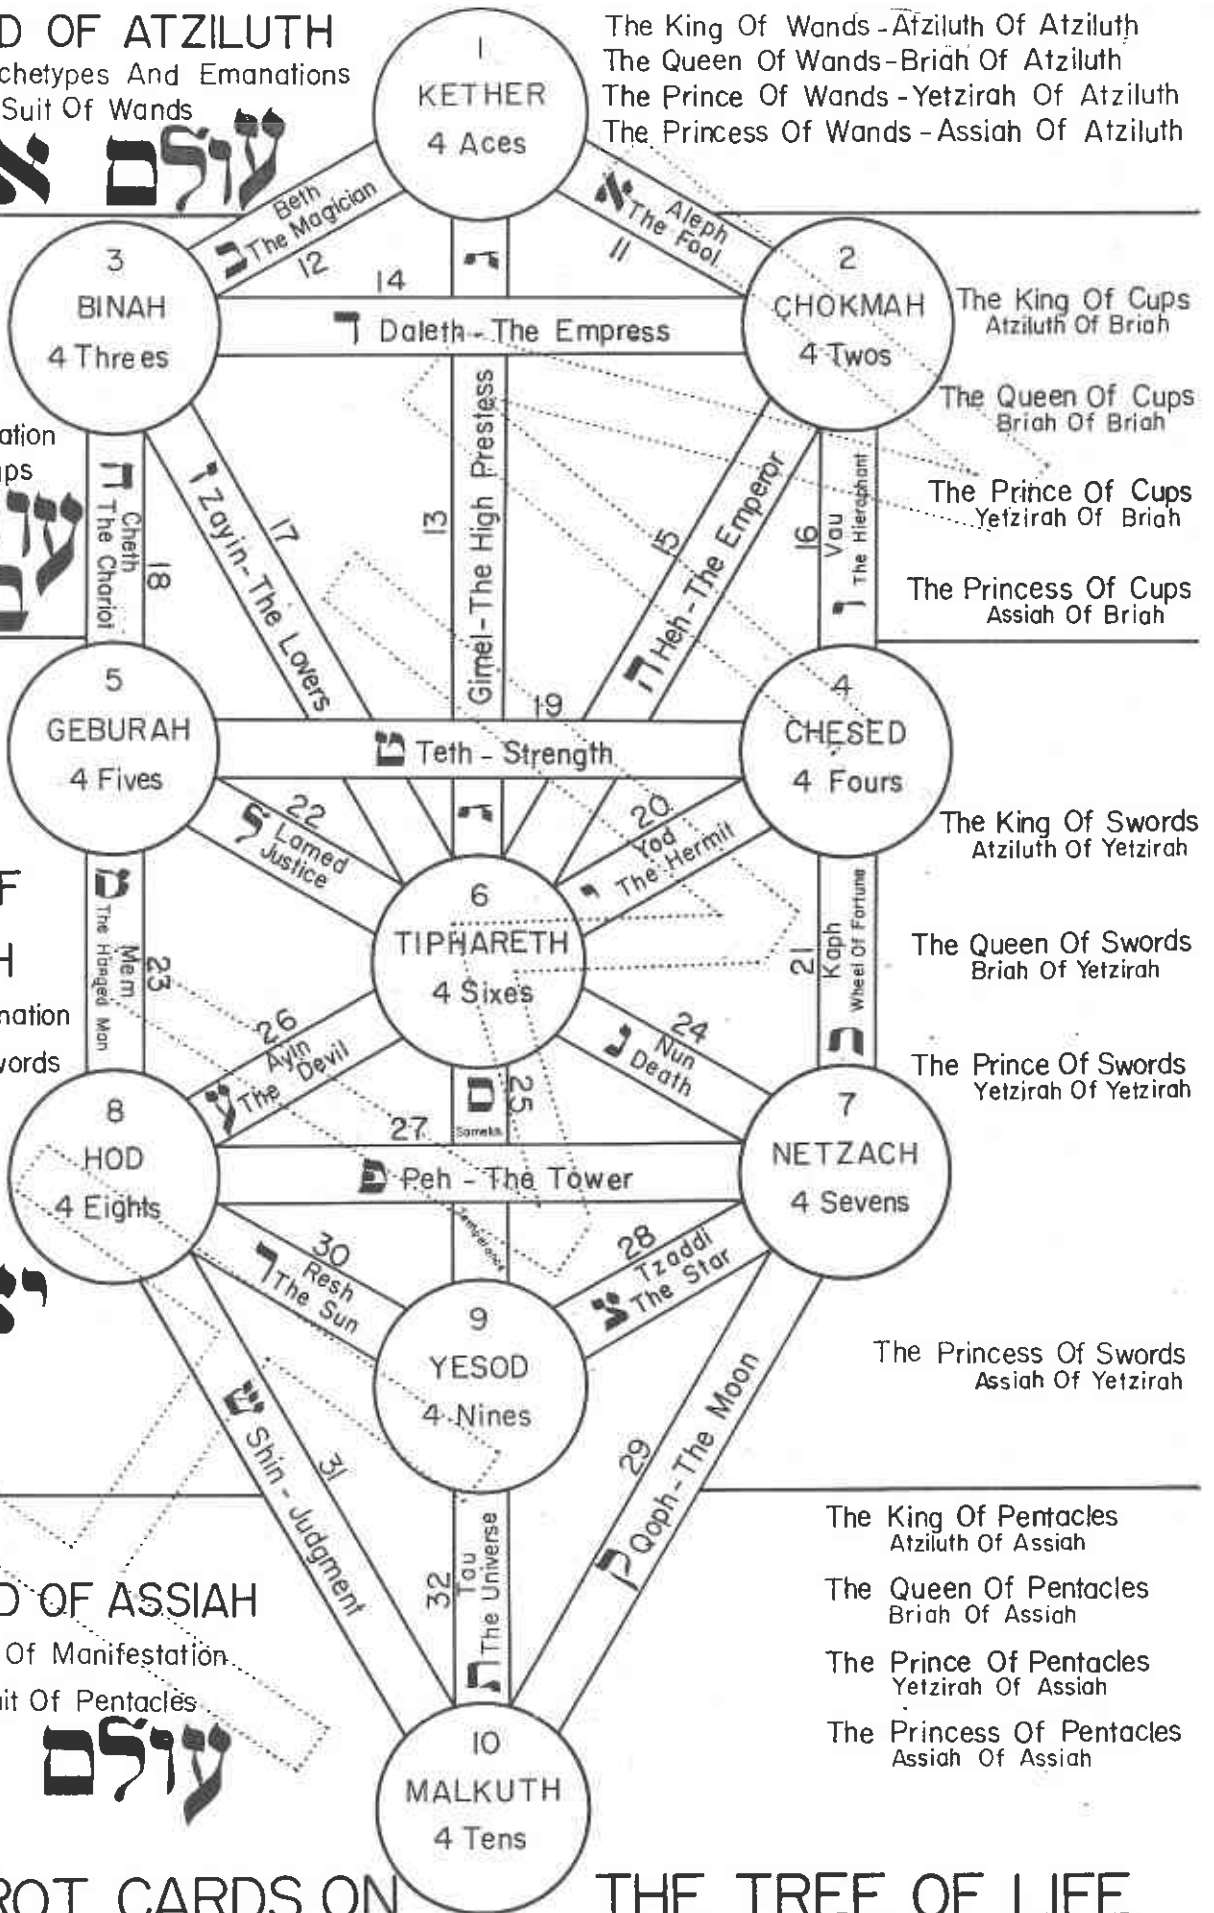 D OF ATZILUTH
chetypes And Emanations
Suit Of Wands
א עולם
The King Of Wands - Atziluth Of Atziluth
The Queen Of Wands - Briah Of Atziluth
The Prince Of Wands - Yetzirah Of Atziluth
The Princess Of Wands - Assiah Of Atziluth
1
KETHER
4 Aces
Beth
ב The Magician
12
א Aleph
The Fool
11
ג
3
BINAH
4 Threes
14
ד Daleth - The Empress
2
CHOKMAH
4 Twos
The King Of Cups
Atziluth Of Briah
The Queen Of Cups
Briah Of Briah
The Prince Of Cups
Yetzirah Of Briah
The Princess Of Cups
Assiah Of Briah
ation
ups
ח Cheth
The Chariot
18
ז Zayin - The Lovers
17
13
Gimel - The High Prestess
15
ה Heh - The Emperor
16
Vau
ו The Hierophant
5
GEBURAH
4 Fives
19
ט Teth - Strength
4
CHESED
4 Fours
22
ל Lamed
Justice
ג
20
Yod
י The Hermit
The King Of Swords
Atziluth Of Yetzirah
The Queen Of Swords
Briah Of Yetzirah
The Prince Of Swords
Yetzirah Of Yetzirah
The Princess Of Swords
Assiah Of Yetzirah
F
H
nation
words
מ Mem
The Hanged Man
23
6
TIPHARETH
4 Sixes
21
Kaph
כ Wheel Of Fortune
26
Ayin
ע The Devil
24
נ Nun
Death
ס
25
Samekh
Temperance
8
HOD
4 Eights
27
פ Peh - The Tower
7
NETZACH
4 Sevens
30
ר Resh
The Sun
28
Tzaddi
צ The Star
9
YESOD
4 Nines
ש Shin - Judgment
31
32
Tau
ת The Universe
29
ק Qoph - The Moon
D OF ASSIAH
Of Manifestation
it Of Pentacles
עולם
The King Of Pentacles
Atziluth Of Assiah
The Queen Of Pentacles
Briah Of Assiah
The Prince Of Pentacles
Yetzirah Of Assiah
The Princess Of Pentacles
Assiah Of Assiah
10
MALKUTH
4 Tens
ROT CARDS ON THE TREE OF LIFE